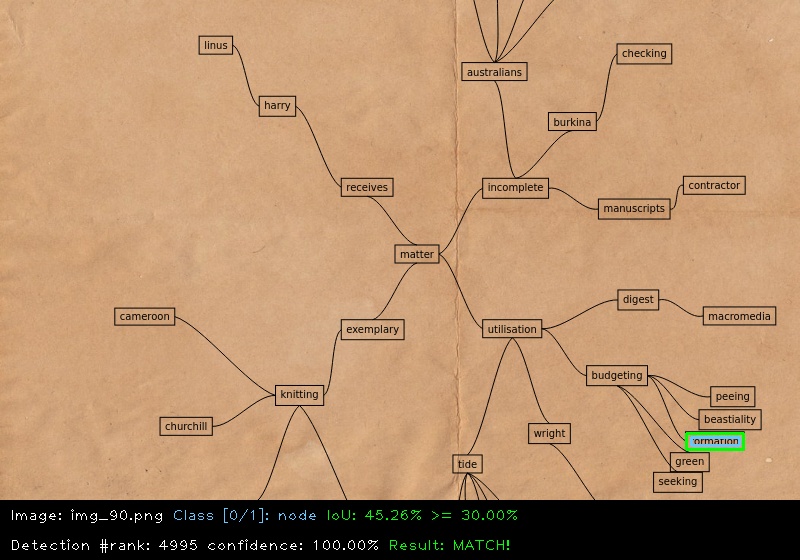 linus
checking
australians
harry
burkina
receives
incomplete
contractor
manuscripts
matter
digest
cameroon
macromedia
exemplary
utilisation
budgeting
knitting
peeing
beastiality
churchill
wright
green
tide
seeking
Image: img_90.png Class [0/1]: node IoU: 45.26% >= 30.00%
Detection #rank: 4995 confidence: 100.00% Result: MATCH!